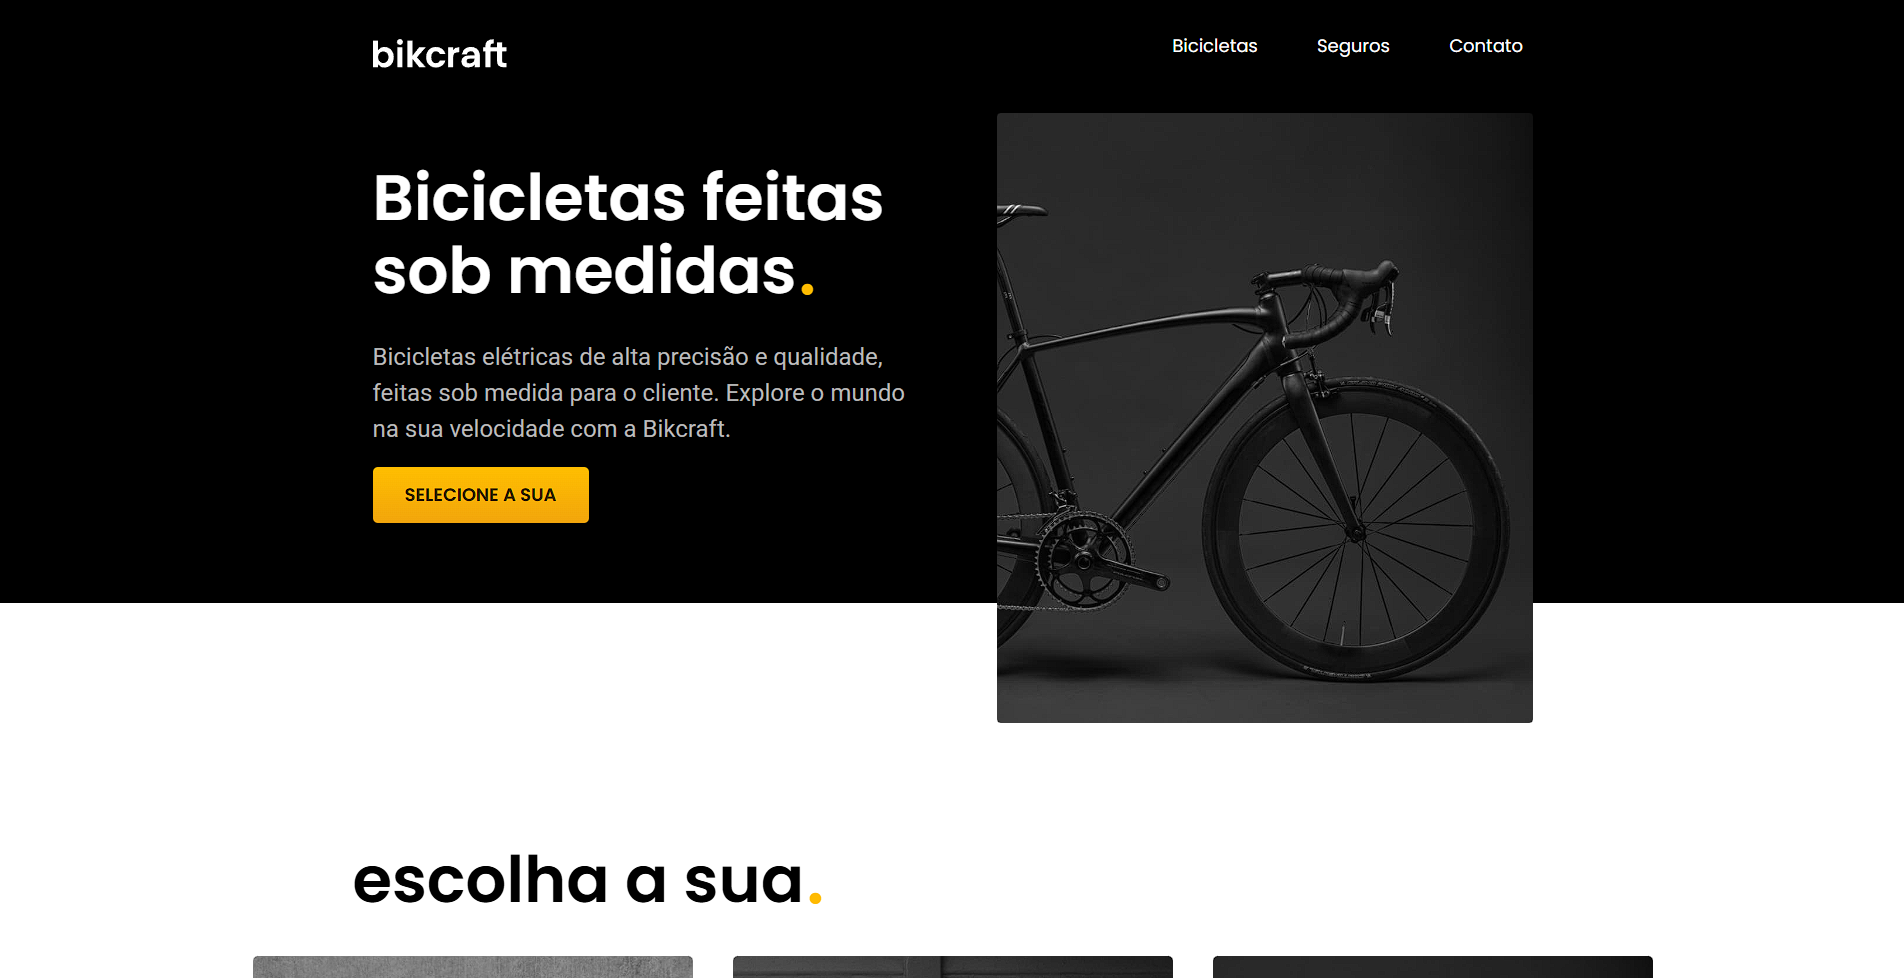 bikcraft
Bicicletas
Seguros
Contato
Bicicletas feitas
sob medidas.
Bicicletas elétricas de alta precisão e qualidade,
feitas sob medida para o cliente. Explore o mundo
na sua velocidade com a Bikcraft.
SELECIONE A SUA
escolha a sua.